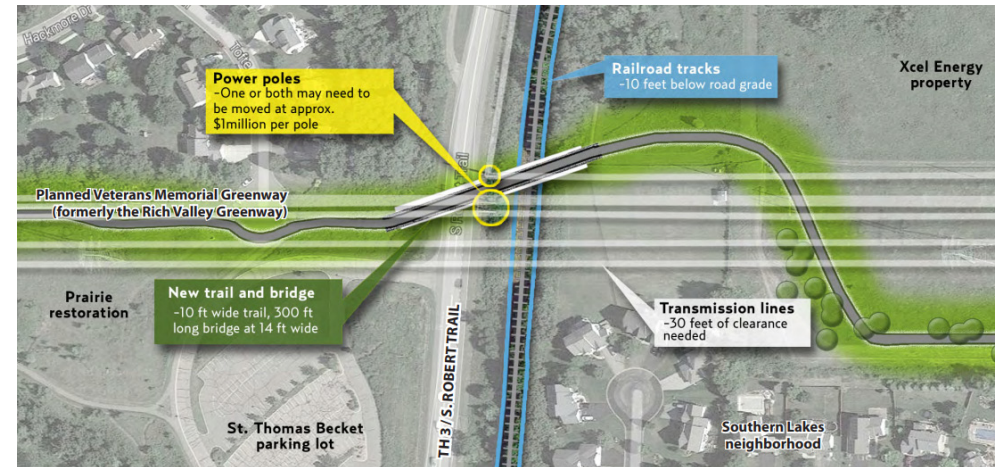 Hackmore Dr
Tofte
Power poles
-One or both may need to
be moved at approx.
$1million per pole
Railroad tracks
-10 feet below road grade
Xcel Energy
property
Planned Veterans Memorial Greenway
(formerly the Rich Valley Greenway)
New trail and bridge
-10 ft wide trail, 300 ft
long bridge at 14 ft wide
Prairie
restoration
Transmission lines
-30 feet of clearance
needed
TH 3 / S. ROBERT TRAIL
St. Thomas Becket
parking lot
Southern Lakes
neighborhood